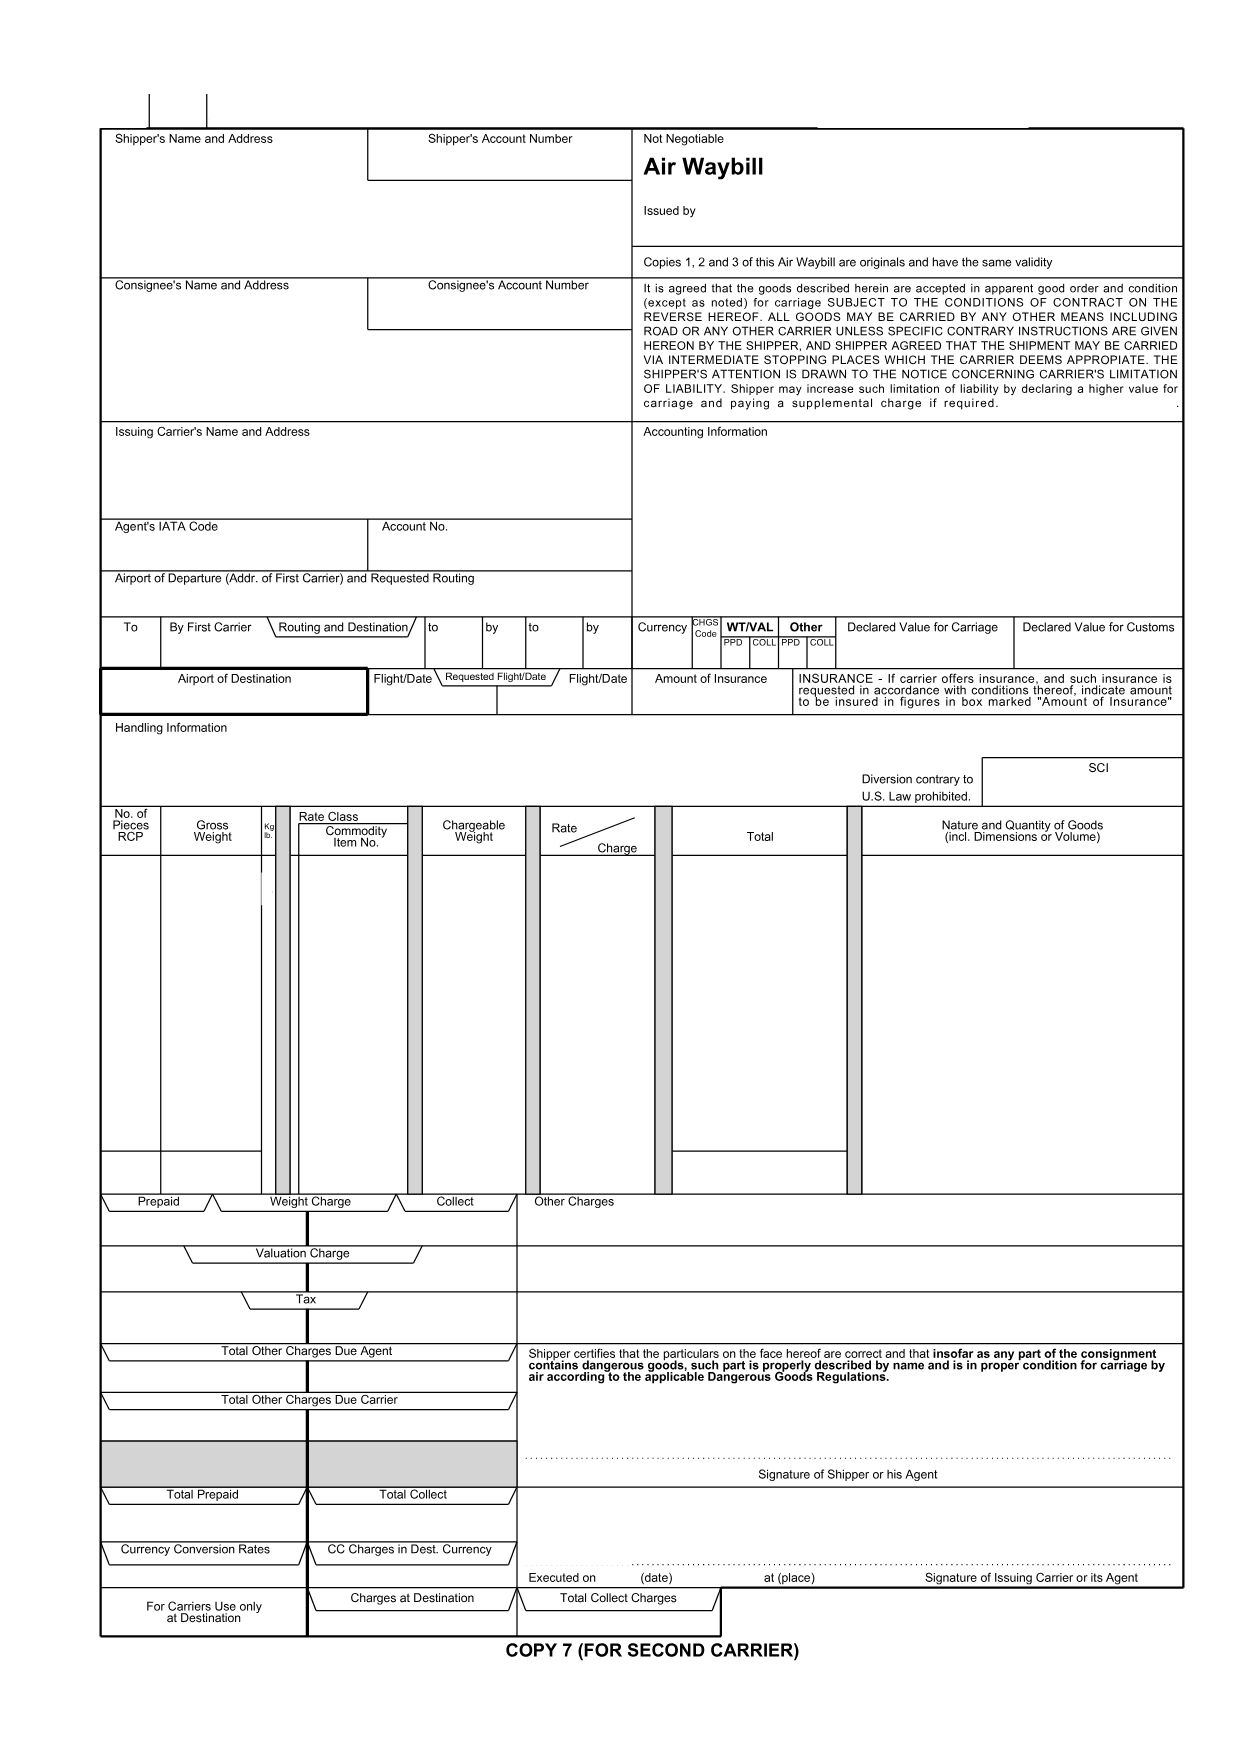 Shipper's Name and Address
Shipper's Account Number
Not Negotiable
Air Waybill
Issued by
Copies 1, 2 and 3 of this Air Waybill are originals and have the same validity
Consignee's Name and Address
Consignee's Account Number
It is agreed that the goods described herein are accepted in apparent good order and condition
(except as noted) for carriage SUBJECT TO THE CONDITIONS OF CONTRACT ON THE
REVERSE HEREOF. ALL GOODS MAY BE CARRIED BY ANY OTHER MEANS INCLUDING
ROAD OR ANY OTHER CARRIER UNLESS SPECIFIC CONTRARY INSTRUCTIONS ARE GIVEN
HEREON BY THE SHIPPER, AND SHIPPER AGREED THAT THE SHIPMENT MAY BE CARRIED
VIA INTERMEDIATE STOPPING PLACES WHICH THE CARRIER DEEMS APPROPIATE. THE
SHIPPER'S ATTENTION IS DRAWN TO THE NOTICE CONCERNING CARRIER'S LIMITATION
OF LIABILITY. Shipper may increase such limitation of liability by declaring a higher value for
carriage and paying a supplemental charge if required. .
Issuing Carrier's Name and Address
Accounting Information
Agent's IATA Code
Account No.
Airport of Departure (Addr. of First Carrier) and Requested Routing
To
By First Carrier
Routing and Destination
to
by
to
by
Currency
CHGS
Code
WT/VAL
PPD
COLL
Other
PPD
COLL
Declared Value for Carriage
Declared Value for Customs
Airport of Destination
Flight/Date
Requested Flight/Date
Flight/Date
Amount of Insurance
INSURANCE - If carrier offers insurance, and such insurance is
requested in accordance with conditions thereof, indicate amount
to be insured in figures in box marked "Amount of Insurance"
Handling Information
Diversion contrary to
U.S. Law prohibited.
SCI
No. of
Pieces
RCP
Gross
Weight
Kg
lb.
Rate Class
Commodity
Item No.
Chargeable
Weight
Rate
Charge
Total
Nature and Quantity of Goods
(incl. Dimensions or Volume)
Prepaid
Weight Charge
Collect
Other Charges
Valuation Charge
Tax
Total Other Charges Due Agent
Shipper certifies that the particulars on the face hereof are correct and that insofar as any part of the consignment
contains dangerous goods, such part is properly described by name and is in proper condition for carriage by
air according to the applicable Dangerous Goods Regulations.
Total Other Charges Due Carrier
Signature of Shipper or his Agent
Total Prepaid
Total Collect
Currency Conversion Rates
CC Charges in Dest. Currency
Executed on
(date)
at (place)
Signature of Issuing Carrier or its Agent
For Carriers Use only
at Destination
Charges at Destination
Total Collect Charges
COPY 7 (FOR SECOND CARRIER)